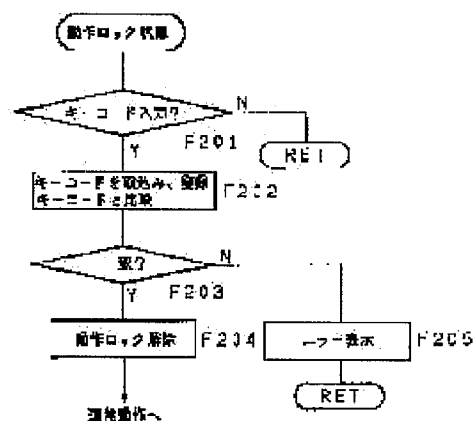 動作ロック状態
キーコード入力?
N
F201
Y
RET
キーコードを取込み、登録
キーコードと比較
F202
N
F203
Y
動作ロック解除
F204
エラー表示
F205
RET
通常動作へ